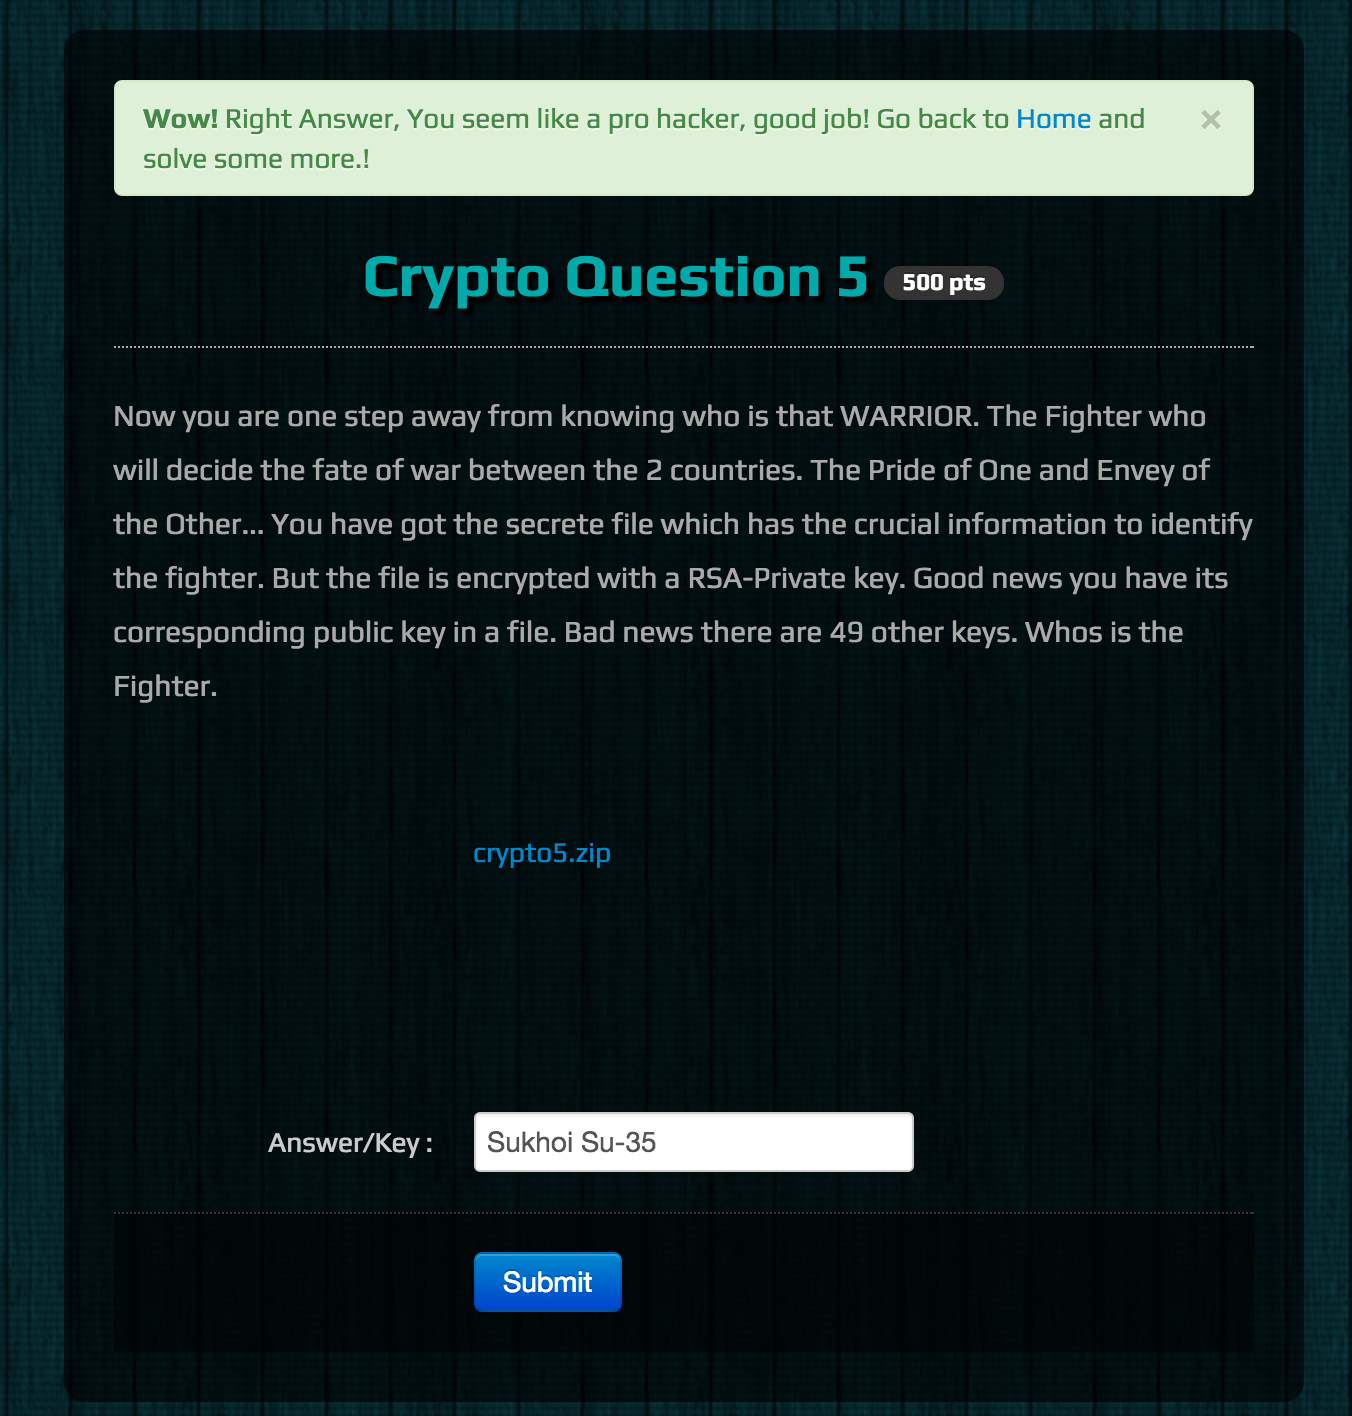 Wow! Right Answer, You seem like a pro hacker, good job! Go back to Home and ×
solve some more.!
Crypto Question 5 500 pts
Now you are one step away from knowing who is that WARRIOR. The Fighter who
will decide the fate of war between the 2 countries. The Pride of One and Envey of
the Other... You have got the secrete file which has the crucial information to identify
the fighter. But the file is encrypted with a RSA-Private key. Good news you have its
corresponding public key in a file. Bad news there are 49 other keys. Whos is the
Fighter.
crypto5.zip
Answer/Key : Sukhoi Su-35
Submit